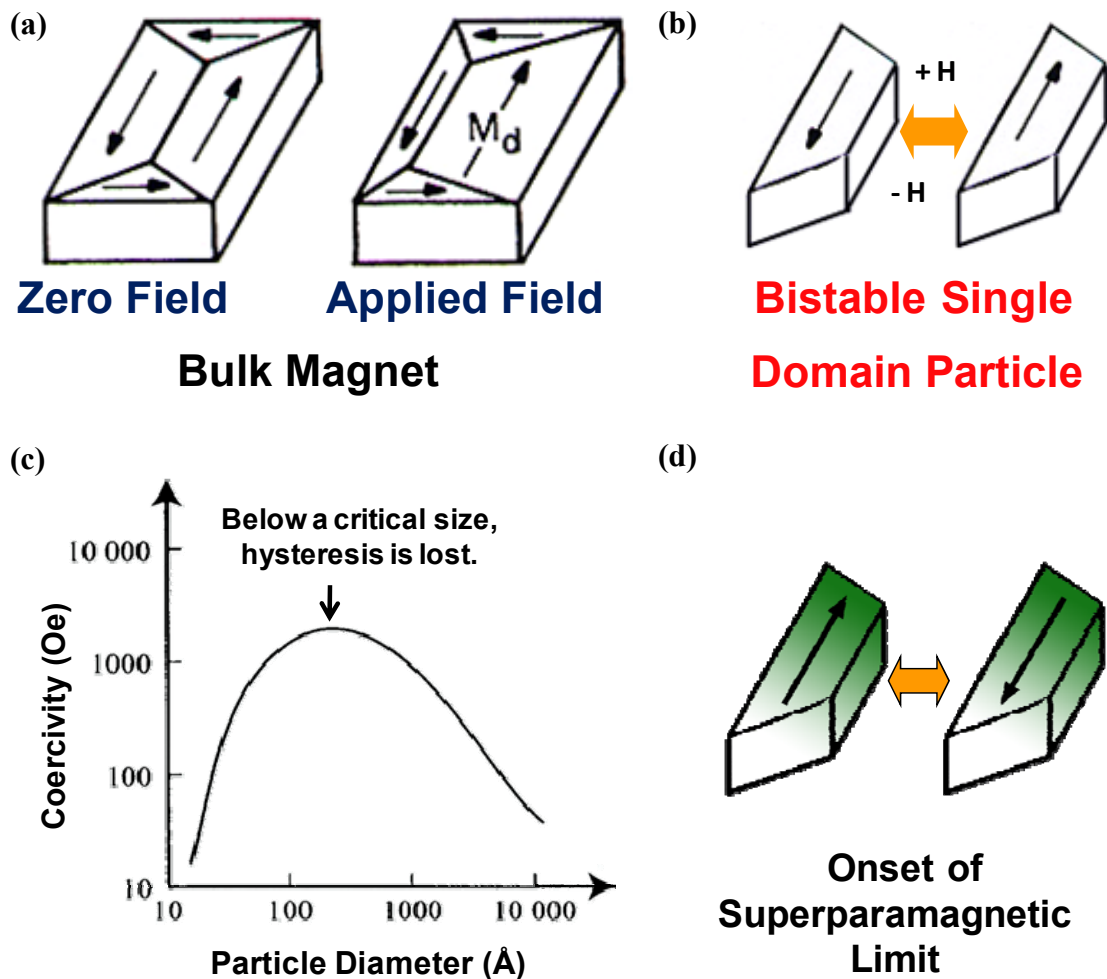 (a)
M_d
Zero Field
Applied Field
Bulk Magnet
(b)
+ H
- H
Bistable Single
Domain Particle
(c)
Below a critical size,
hysteresis is lost.
10 000
1000
100
10
Coercivity (Oe)
10
100
1000
10 000
Particle Diameter (Å)
(d)
Onset of
Superparamagnetic
Limit